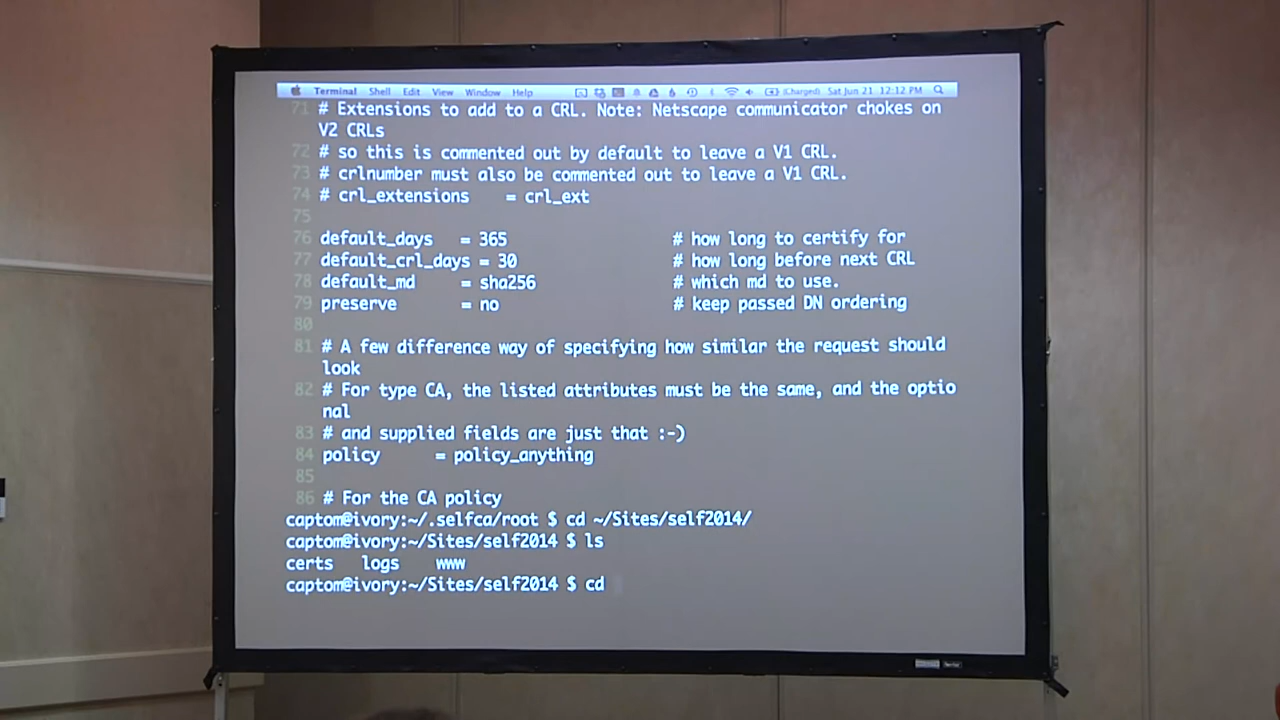 Terminal Shell Edit View Window Help (Charged) Sat Jun 21 12:12 PM
71 # Extensions to add to a CRL. Note: Netscape communicator chokes on
V2 CRLs
72 # so this is commented out by default to leave a V1 CRL.
73 # crlnumber must also be commented out to leave a V1 CRL.
74 # crl_extensions = crl_ext
75
76 default_days = 365 # how long to certify for
77 default_crl_days = 30 # how long before next CRL
78 default_md = sha256 # which md to use.
79 preserve = no # keep passed DN ordering
80
81 # A few difference way of specifying how similar the request should
look
82 # For type CA, the listed attributes must be the same, and the optio
nal
83 # and supplied fields are just that :-)
84 policy = policy_anything
85
86 # For the CA policy
captom@ivory:~/.selfca/root $ cd ~/Sites/self2014/
captom@ivory:~/Sites/self2014 $ ls
certs logs www
captom@ivory:~/Sites/self2014 $ cd